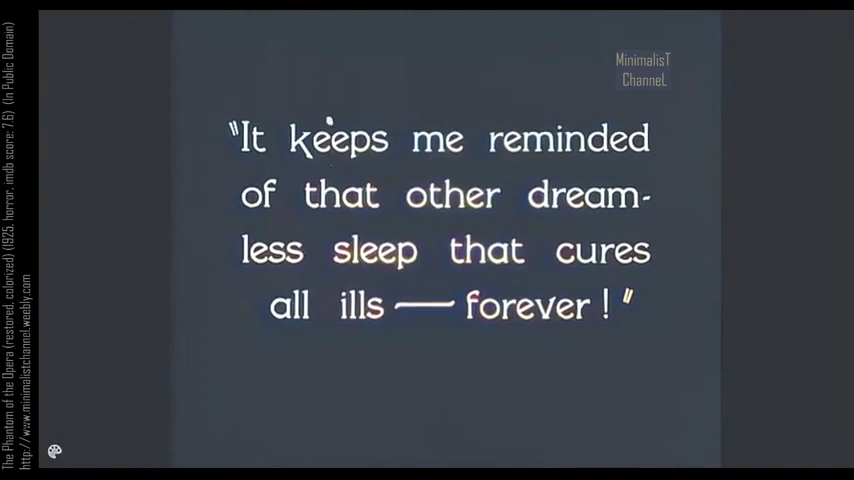 The Phantom of the Opera (restored, colorized) (1925, horror, imdb score: 7.6) (In Public Domain)
http://www.minimalistchannel.weebly.com
MinimalisT
ChanneL
"It keeps me reminded
of that other dream-
less sleep that cures
all ills — forever!"